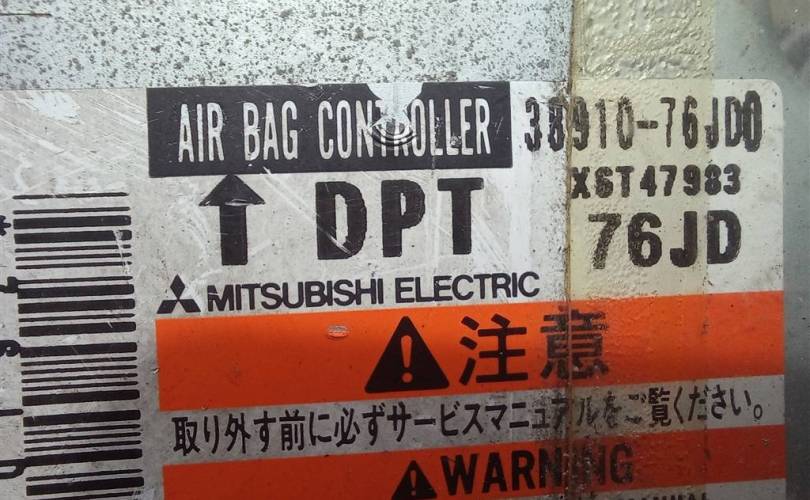 AIR BAG CONTROLLER 38910-76JD0
X6T47983
↑ DPT 76JD
MITSUBISHI ELECTRIC
注意
取り外す前に必ずサービスマニュアルをご覧ください。
WARNING